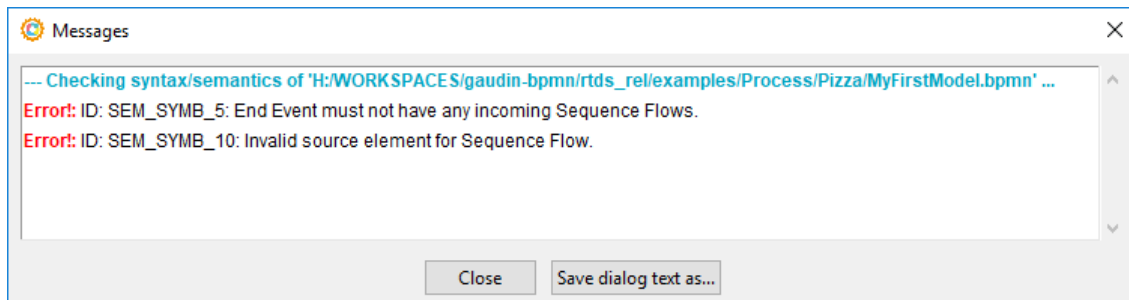 Messages
--- Checking syntax/semantics of 'H:/WORKSPACES/gaudin-bpmn/rtds_rel/examples/Process/Pizza/MyFirstModel.bpmn' ...
Error!: ID: SEM_SYMB_5: End Event must not have any incoming Sequence Flows.
Error!: ID: SEM_SYMB_10: Invalid source element for Sequence Flow.
Close Save dialog text as...